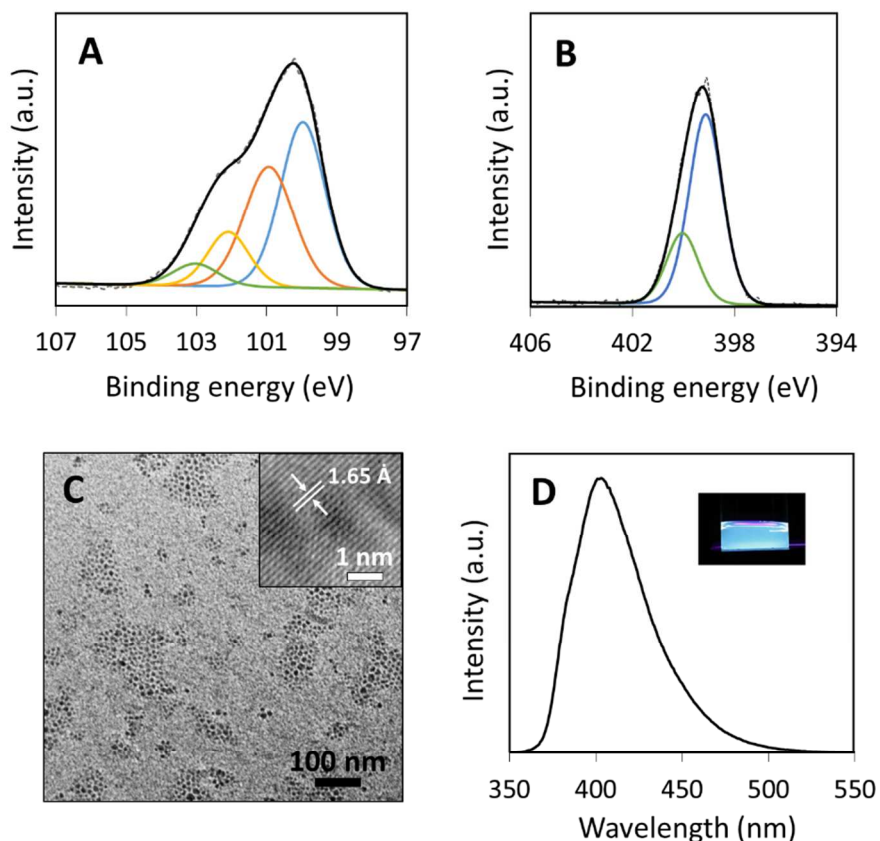 A
Intensity (a.u.)
107 105 103 101 99 97
Binding energy (eV)
B
Intensity (a.u.)
406 402 398 394
Binding energy (eV)
C
1.65 Å
1 nm
100 nm
D
Intensity (a.u.)
350 400 450 500 550
Wavelength (nm)